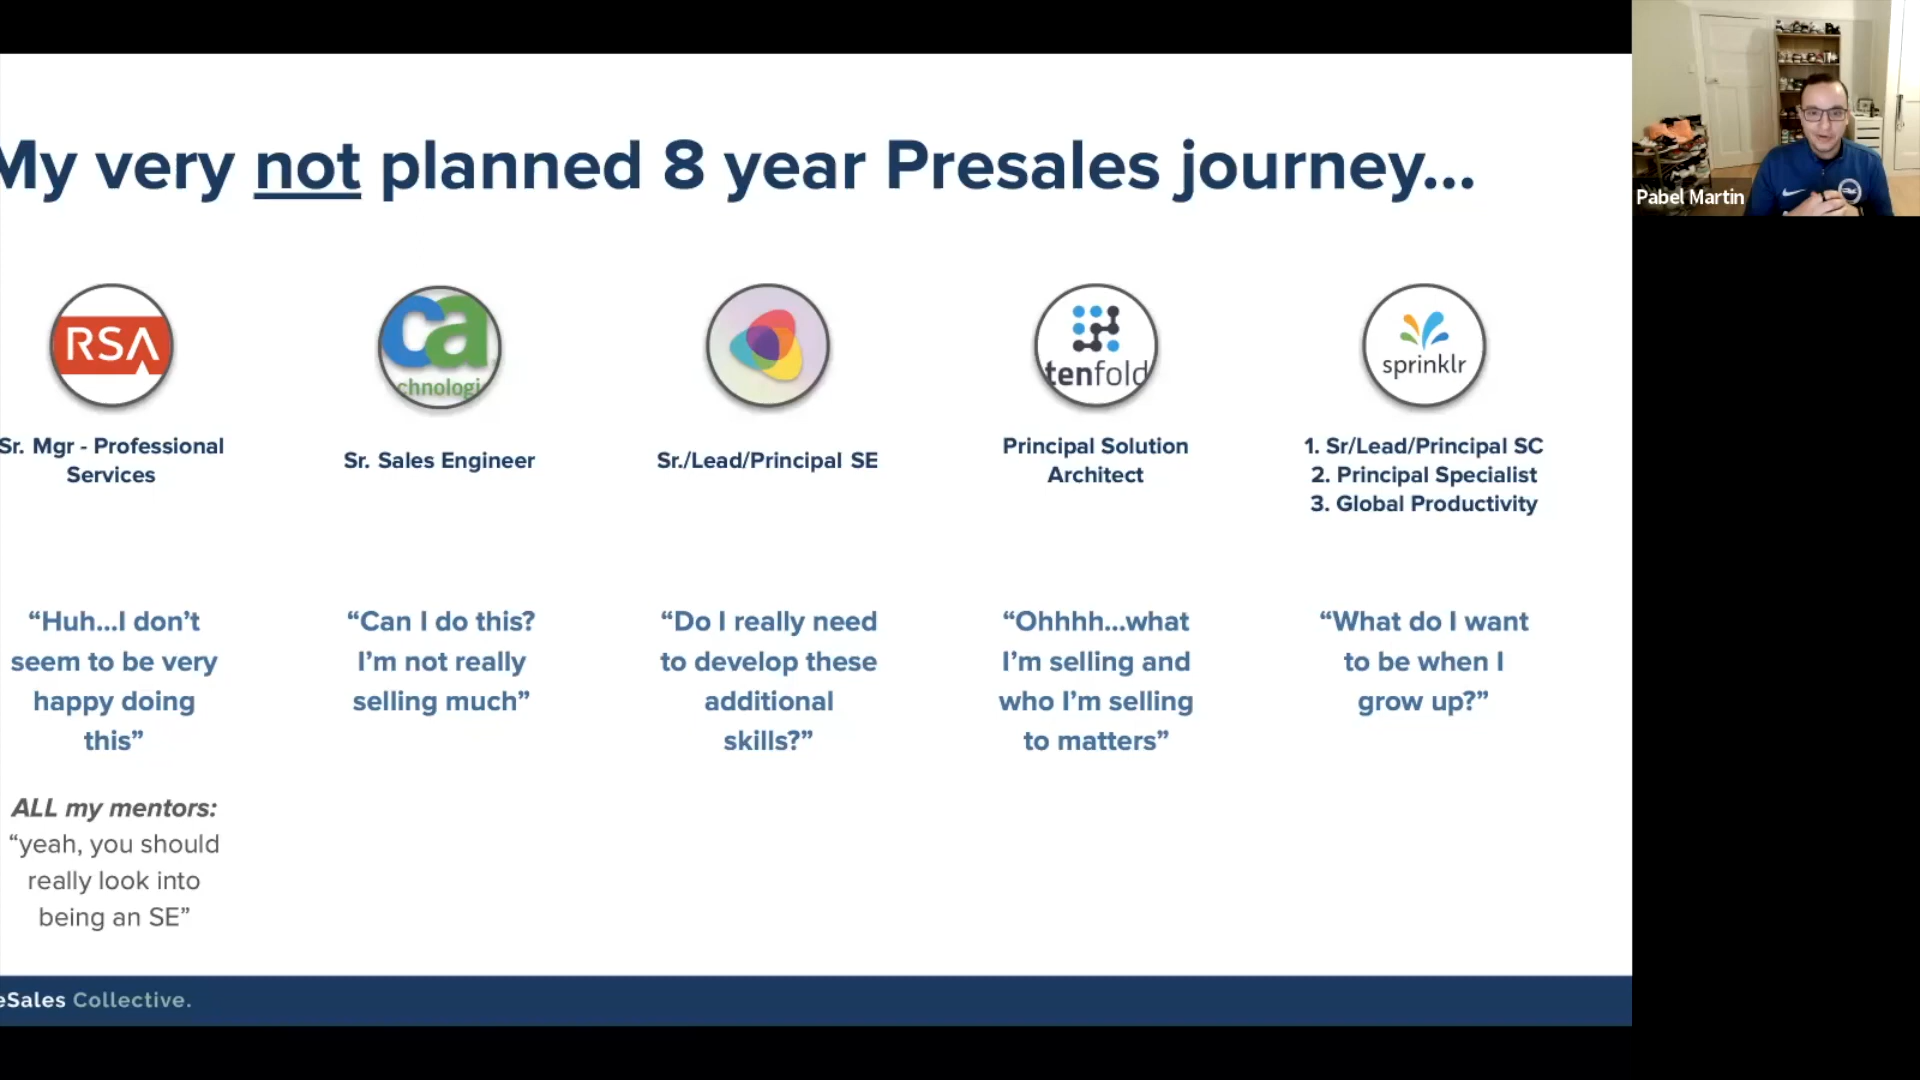 My very not planned 8 year Presales journey...
Pabel Martin
RSA
ca
chnologi
tenfold
sprinklr
Sr. Mgr - Professional
Services
Sr. Sales Engineer
Sr./Lead/Principal SE
Principal Solution
Architect
1. Sr/Lead/Principal SC
2. Principal Specialist
3. Global Productivity
“Huh...I don’t
seem to be very
happy doing
this”
“Can I do this?
I’m not really
selling much”
“Do I really need
to develop these
additional
skills?”
“Ohhhh...what
I’m selling and
who I’m selling
to matters”
“What do I want
to be when I
grow up?”
ALL my mentors:
“yeah, you should
really look into
being an SE”
eSales Collective.